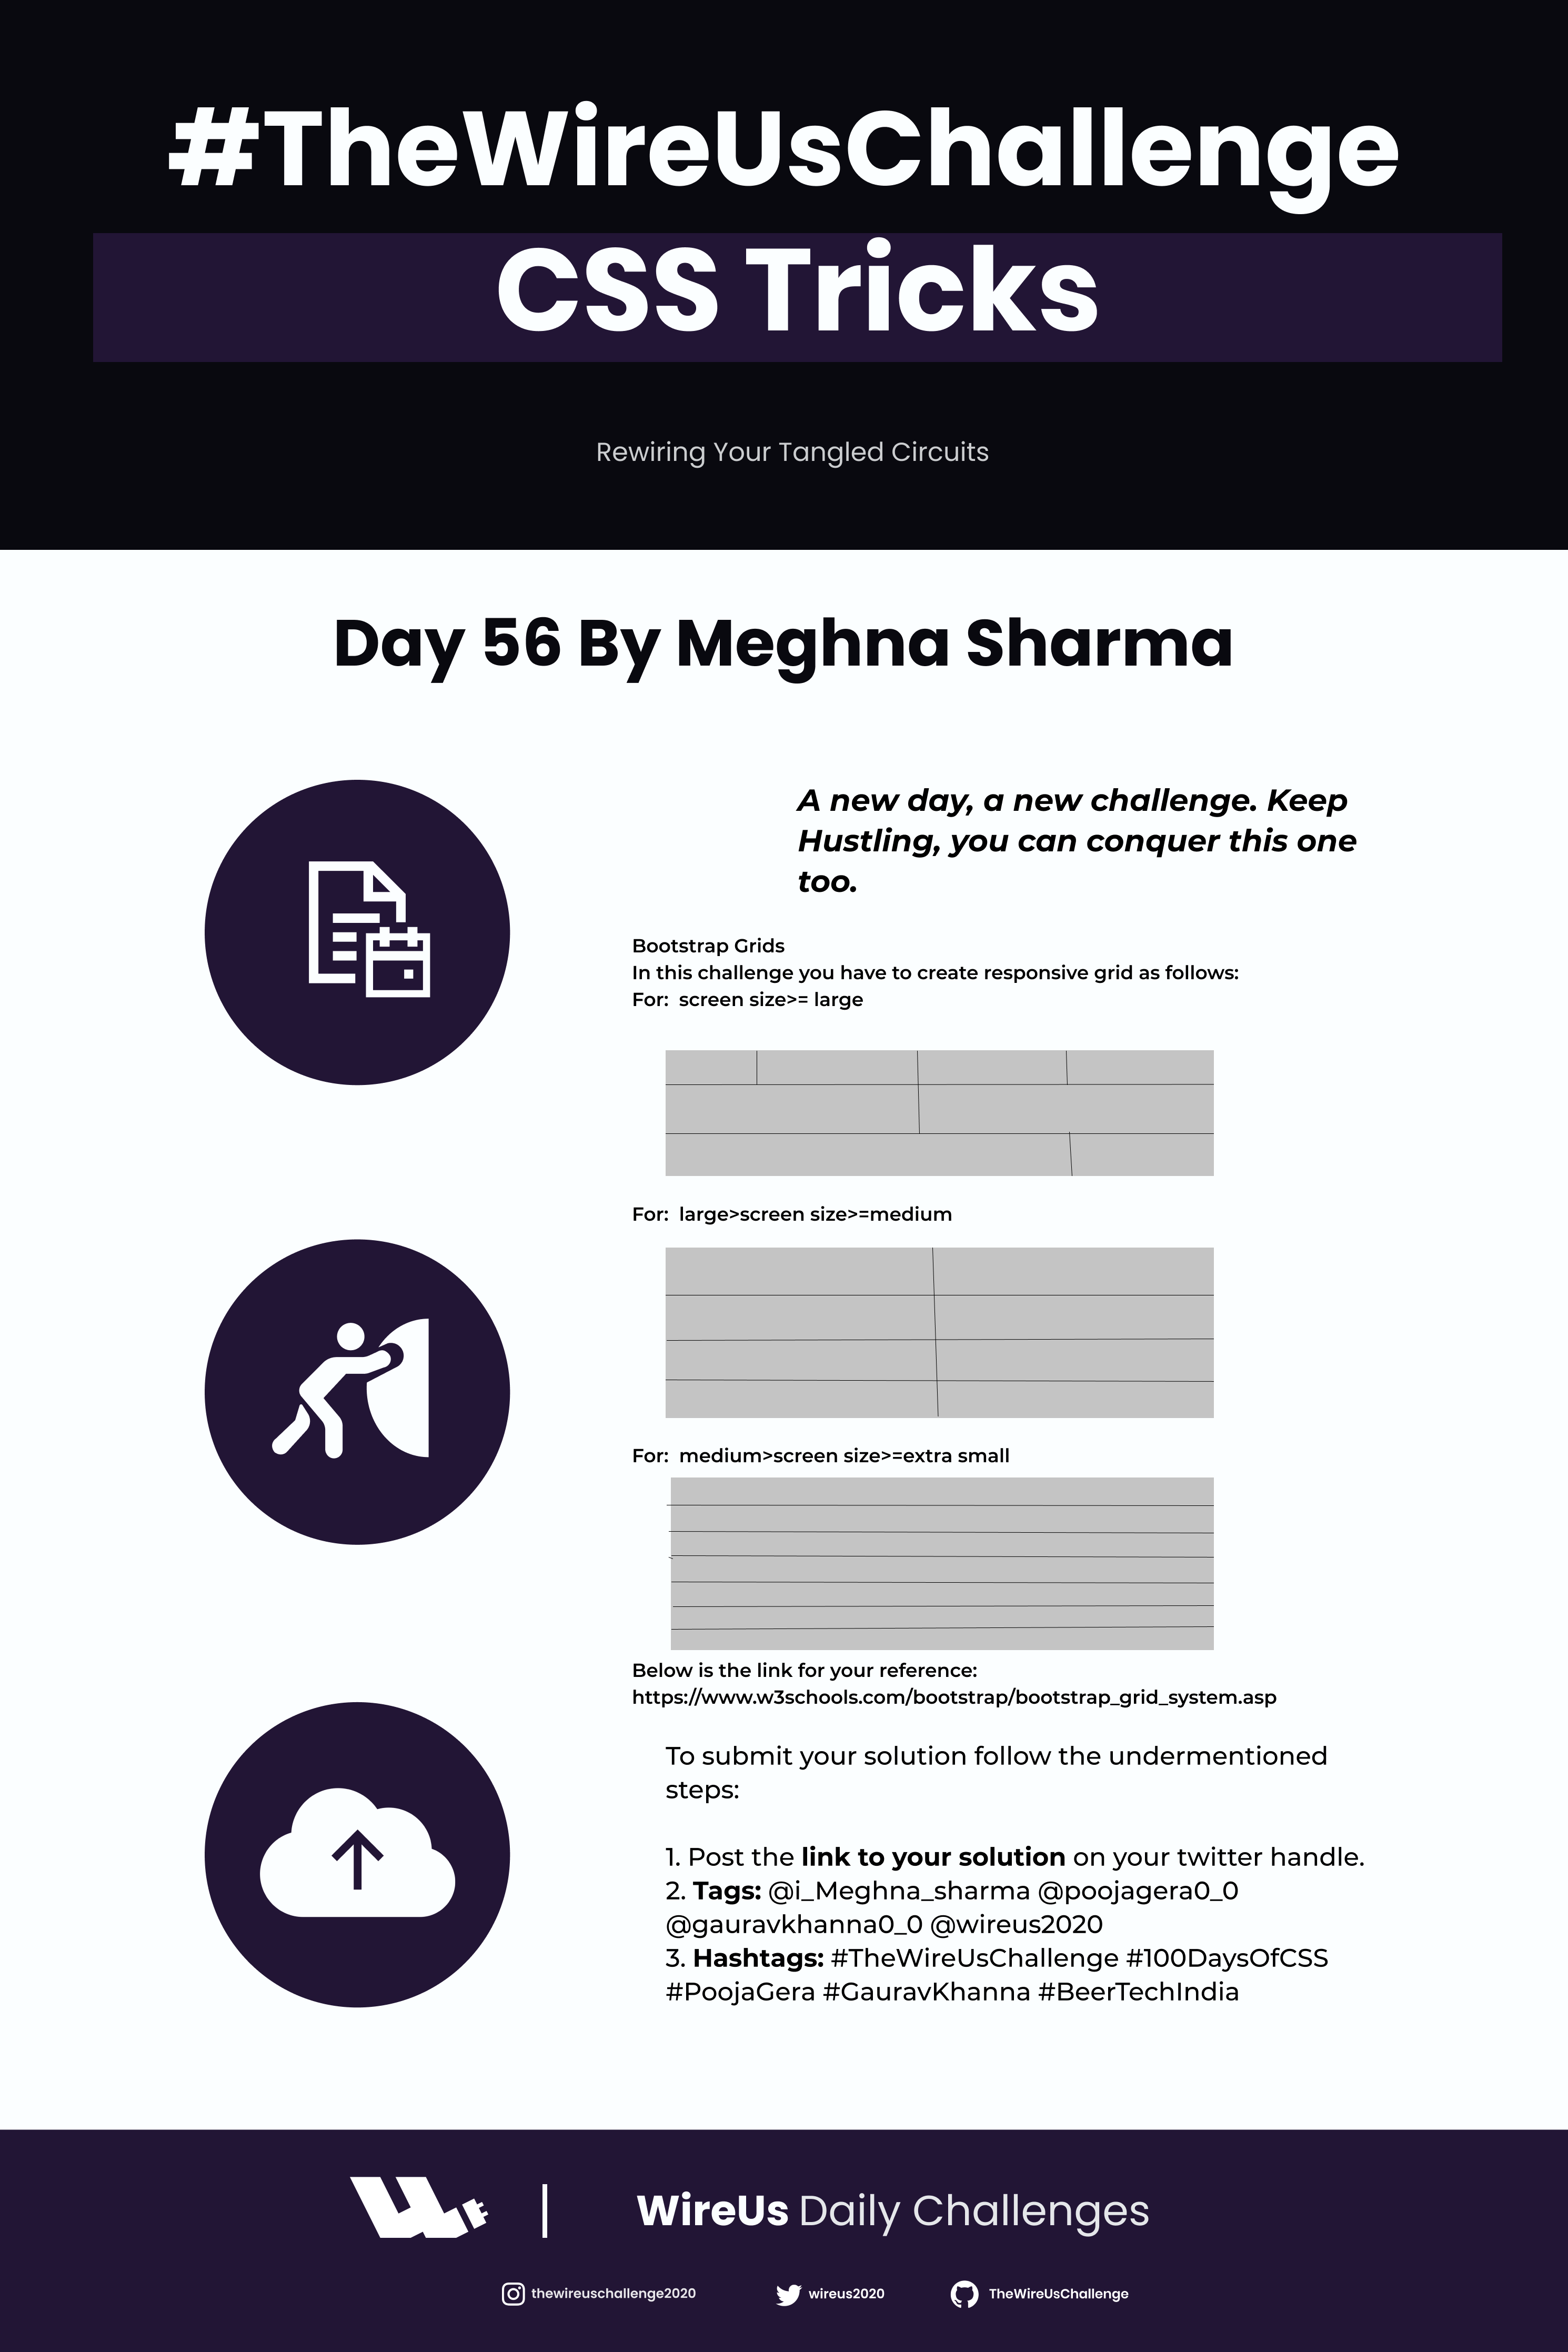 #TheWireUsChallenge
CSS Tricks
Rewiring Your Tangled Circuits
Day 56 By Meghna Sharma
A new day, a new challenge. Keep
Hustling, you can conquer this one
too.
Bootstrap Grids
In this challenge you have to create responsive grid as follows:
For:  screen size>= large
For:  large>screen size>=medium
For:  medium>screen size>=extra small
Below is the link for your reference:
https://www.w3schools.com/bootstrap/bootstrap_grid_system.asp
To submit your solution follow the undermentioned
steps:
1. Post the link to your solution on your twitter handle.
2. Tags: @i_Meghna_sharma @poojagera0_0
@gauravkhanna0_0 @wireus2020
3. Hashtags: #TheWireUsChallenge #100DaysOfCSS
#PoojaGera #GauravKhanna #BeerTechIndia
WireUs Daily Challenges
thewireuschallenge2020 wireus2020 TheWireUsChallenge